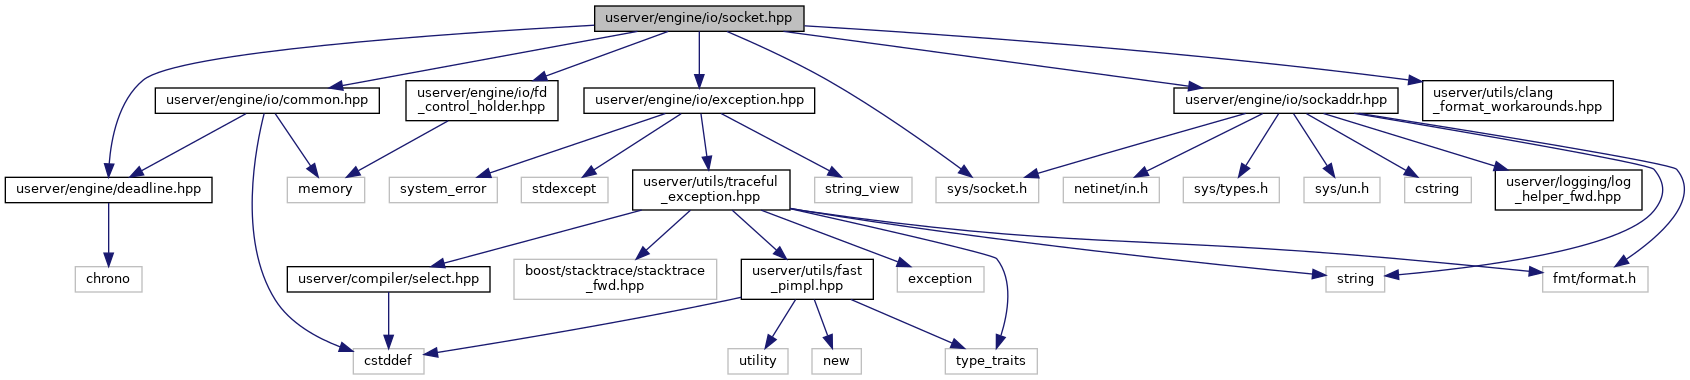 userver/engine/io/socket.hpp
userver/engine/io/common.hpp
userver/engine/io/fd
_control_holder.hpp
userver/engine/io/exception.hpp
userver/engine/io/sockaddr.hpp
userver/utils/clang
_format_workarounds.hpp
userver/engine/deadline.hpp
memory
system_error
stdexcept
userver/utils/traceful
_exception.hpp
string_view
sys/socket.h
netinet/in.h
sys/types.h
sys/un.h
cstring
userver/logging/log
_helper_fwd.hpp
chrono
userver/compiler/select.hpp
boost/stacktrace/stacktrace
_fwd.hpp
userver/utils/fast
_pimpl.hpp
exception
string
fmt/format.h
cstddef
utility
new
type_traits